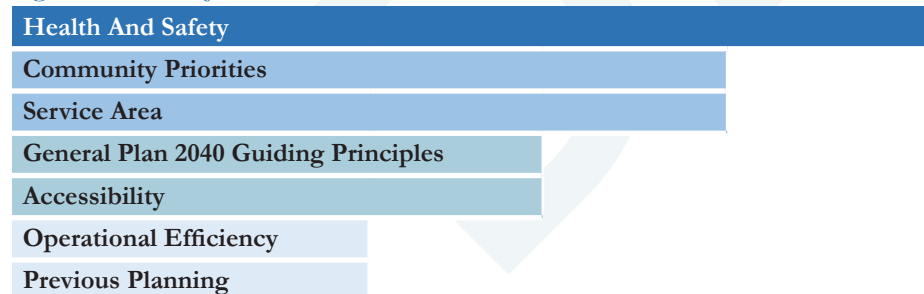 Health And Safety
Community Priorities
Service Area
General Plan 2040 Guiding Principles
Accessibility
Operational Efficiency
Previous Planning